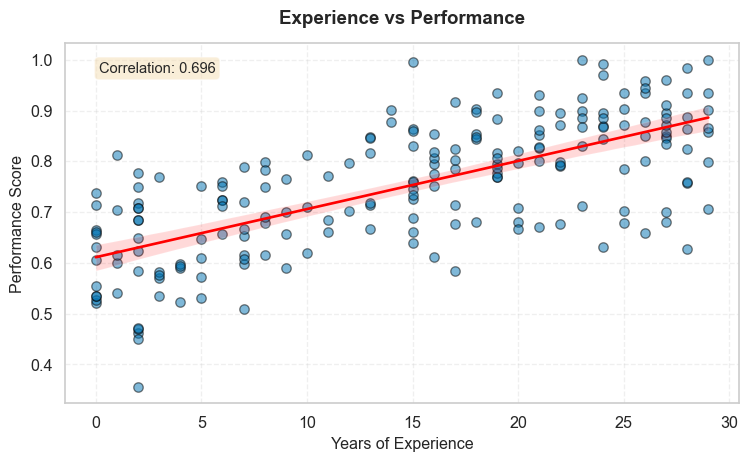 Experience vs Performance
Correlation: 0.696
1.0
0.9
0.8
0.7
0.6
0.5
0.4
Performance Score
0 5 10 15 20 25 30
Years of Experience